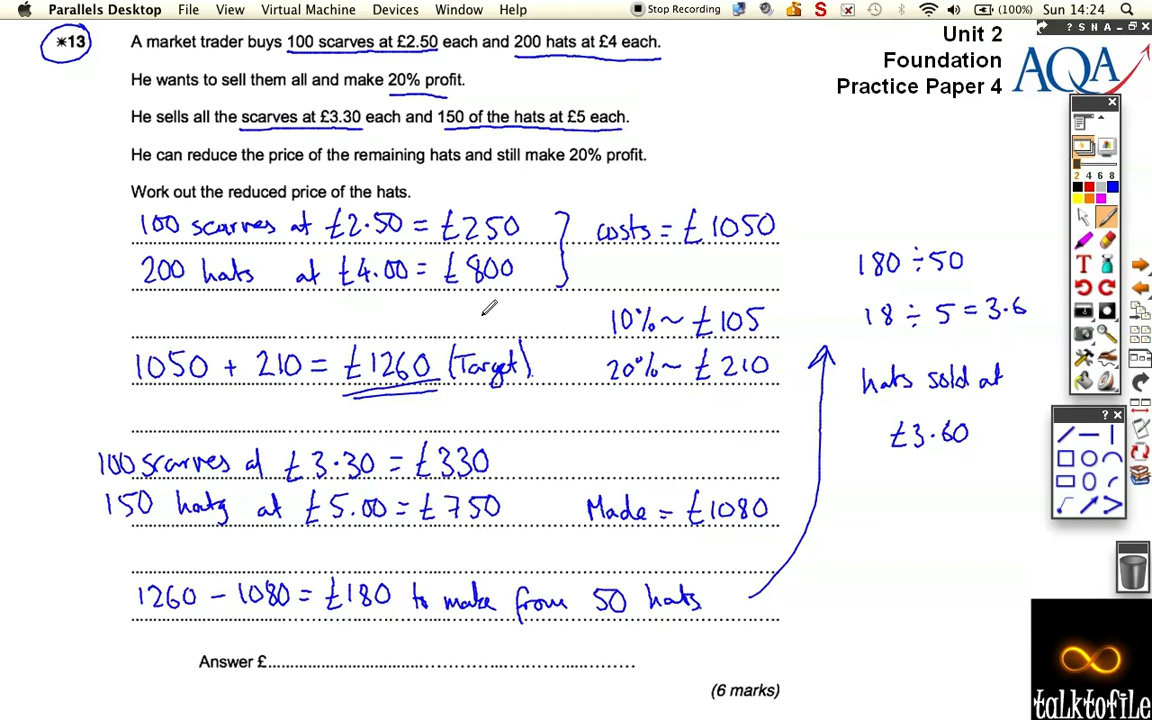 Parallels Desktop File Edit View Virtual Machine Devices Window Help Stop Recording (100%) Sun 14:24
*13 A market trader buys 100 scarves at £2.50 each and 200 hats at £4 each.
He wants to sell them all and make 20% profit.
He sells all the scarves at £3.30 each and 150 of the hats at £5 each.
He can reduce the price of the remaining hats and still make 20% profit.
Work out the reduced price of the hats.
Unit 2
Foundation
Practice Paper 4
AQA
100 scarves at £2.50 = £250
200 hats at £4.00 = £800
costs = £1050
10% ~ £105
20% ~ £210
1050 + 210 = £1260 (Target)
100 scarves at £3.30 = £330
150 hats at £5.00 = £750
Made = £1080
1260 - 1080 = £180 to make from 50 hats
180 ÷ 50
18 ÷ 5 = 3.6
hats sold at
£3.60
Answer £
(6 marks)
2 4 6 8
T
talktofile